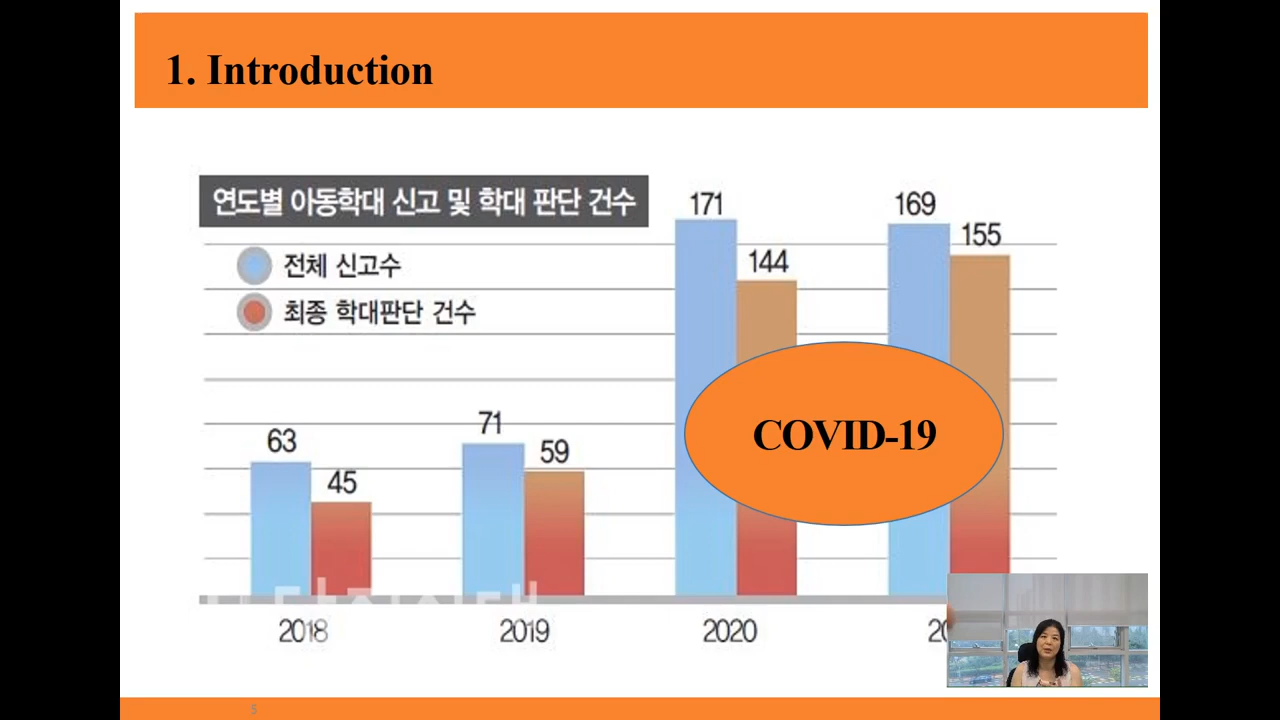 1. Introduction
연도별 아동학대 신고 및 학대 판단 건수
전체 신고수
최종 학대판단 건수
63
45
71
59
171
144
169
155
COVID-19
2018
2019
2020
5